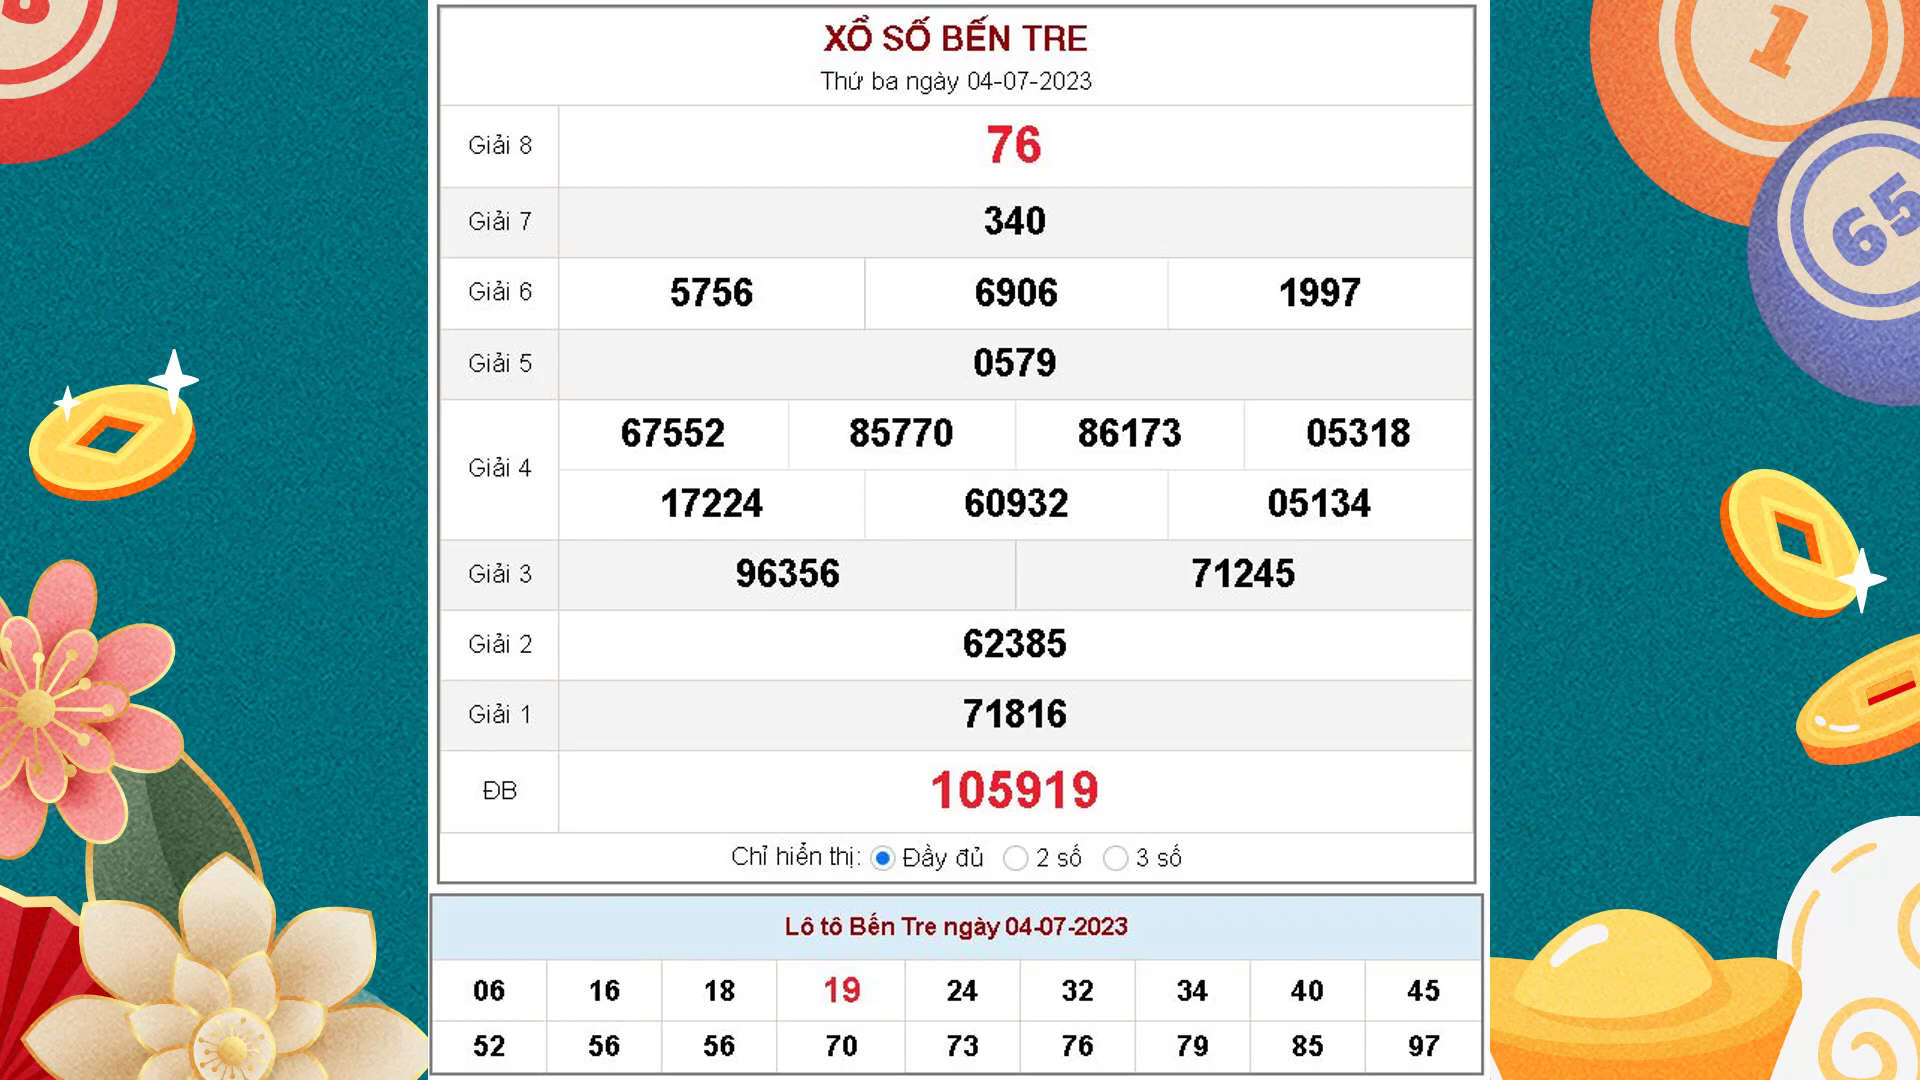 XỔ SỐ BẾN TRE
Thứ ba ngày 04-07-2023
Giải 8 76
Giải 7 340
Giải 6 5756 6906 1997
Giải 5 0579
Giải 4 67552 85770 86173 05318
17224 60932 05134
Giải 3 96356 71245
Giải 2 62385
Giải 1 71816
ĐB 105919
Chỉ hiển thị: Đầy đủ 2 số 3 số
Lô tô Bến Tre ngày 04-07-2023
06 16 18 19 24 32 34 40 45
52 56 56 70 73 76 79 85 97
1
65